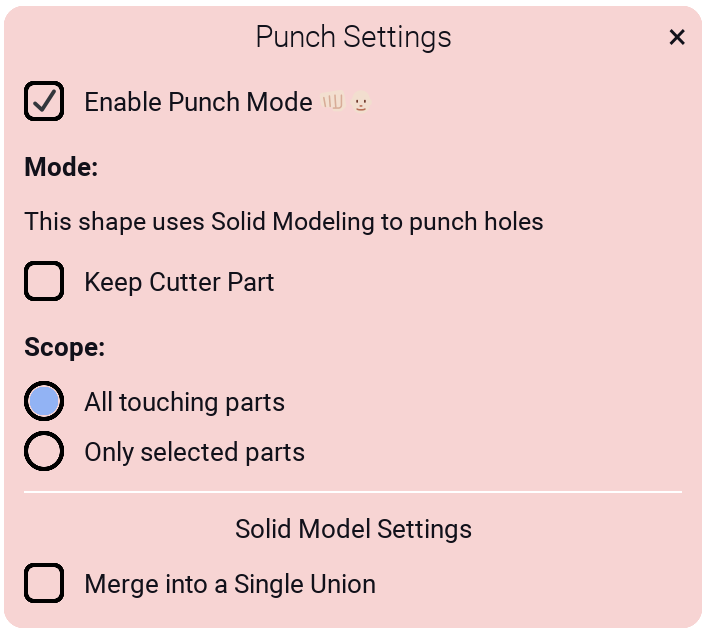 Punch Settings ×
Enable Punch Mode 👊🏻👨🏻‍🦲
Mode:
This shape uses Solid Modeling to punch holes
Keep Cutter Part
Scope:
All touching parts
Only selected parts
Solid Model Settings
Merge into a Single Union